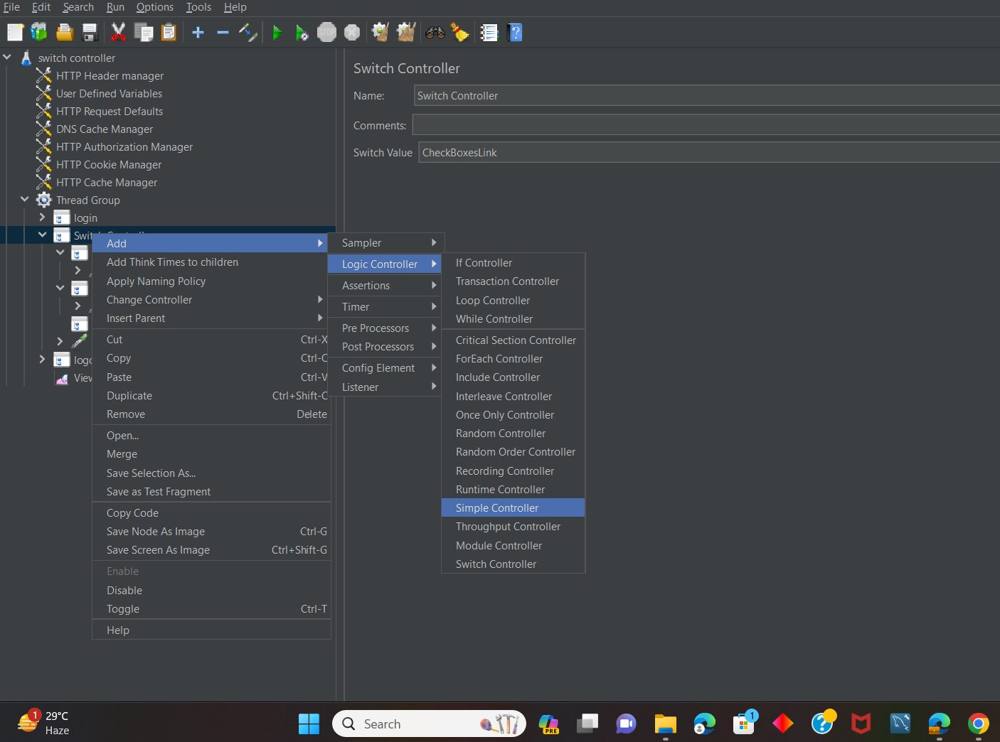 File Edit Search Run Options Tools Help
STOP
switch controller
HTTP Header manager
User Defined Variables
HTTP Request Defaults
DNS Cache Manager
HTTP Authorization Manager
HTTP Cookie Manager
HTTP Cache Manager
Thread Group
login
Switch Controller
Switch Controller
Name: Switch Controller
Comments:
Switch Value CheckBoxesLink
Add
Add Think Times to children
Apply Naming Policy
Change Controller
Insert Parent
Cut Ctrl-X
Copy Ctrl-C
Paste Ctrl-V
Duplicate Ctrl+Shift-C
Remove Delete
Open...
Merge
Save Selection As...
Save as Test Fragment
Copy Code
Save Node As Image Ctrl-G
Save Screen As Image Ctrl+Shift-G
Enable
Disable
Toggle Ctrl-T
Help
Sampler
Logic Controller
Assertions
Timer
Pre Processors
Post Processors
Config Element
Listener
If Controller
Transaction Controller
Loop Controller
While Controller
Critical Section Controller
ForEach Controller
Include Controller
Interleave Controller
Once Only Controller
Random Controller
Random Order Controller
Recording Controller
Runtime Controller
Simple Controller
Throughput Controller
Module Controller
Switch Controller
View
1
29°C
Haze
Search
PRE
1